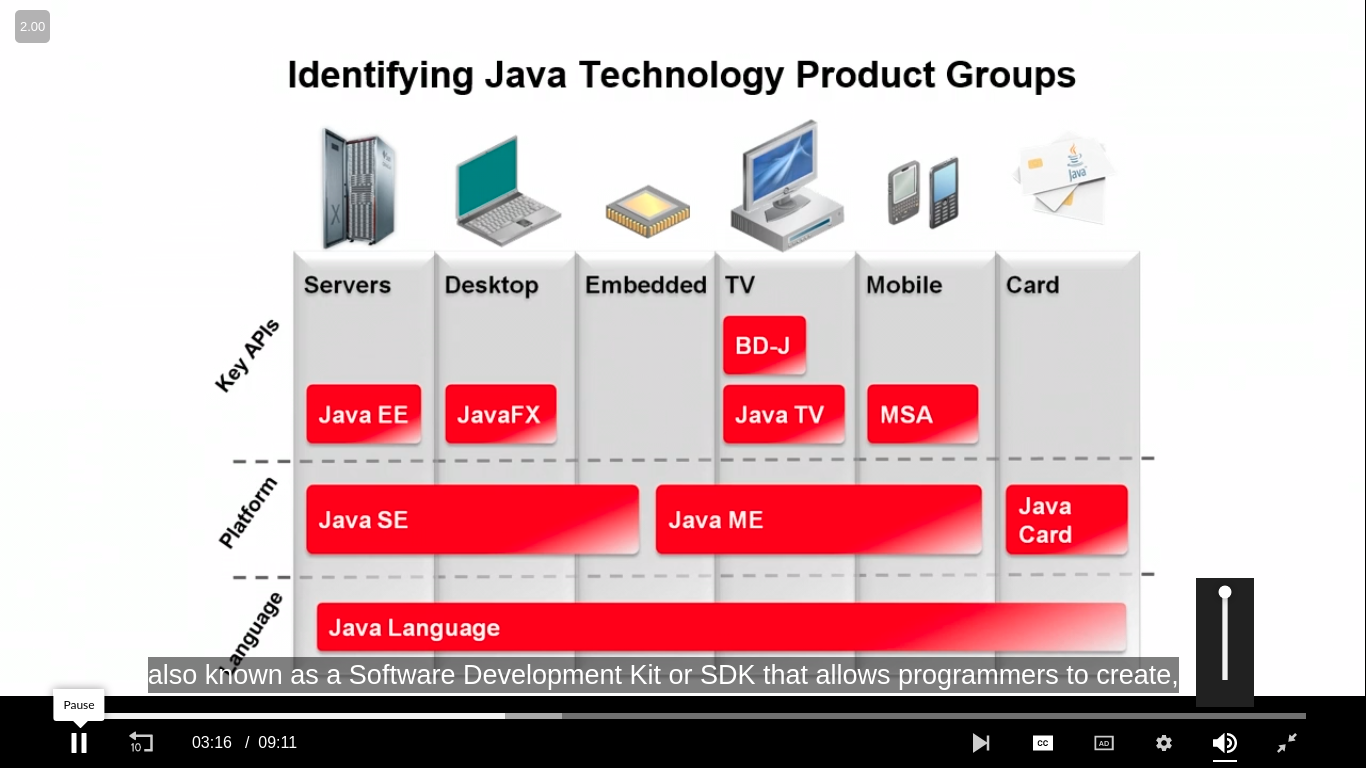 2.00
Identifying Java Technology Product Groups
Java
Servers Desktop Embedded TV Mobile Card
Key APIs
BD-J
Java EE JavaFX Java TV MSA
Platform
Java SE Java ME Java
Card
Language
Java Language
also known as a Software Development Kit or SDK that allows programmers to create,
Pause
10 03:16 / 09:11 CC AD